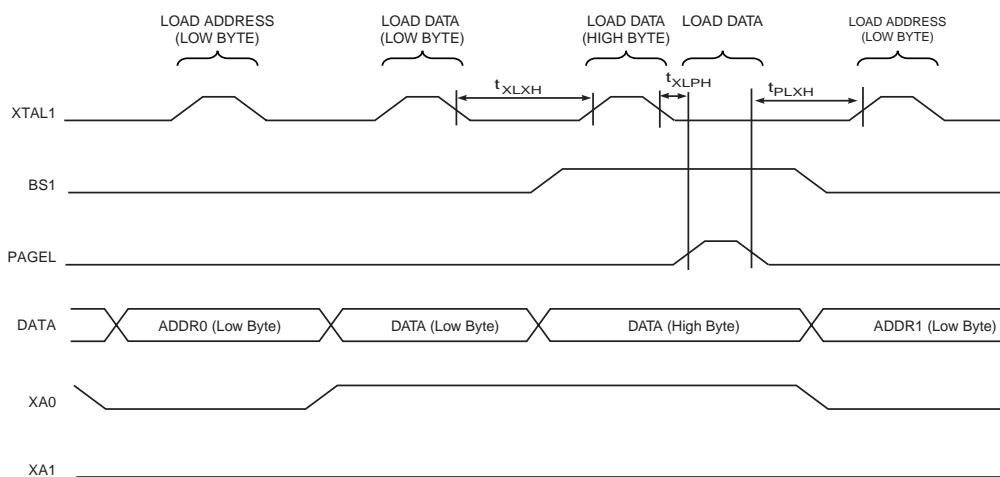 LOAD ADDRESS
(LOW BYTE)
LOAD DATA
(LOW BYTE)
LOAD DATA
(HIGH BYTE)
LOAD DATA
LOAD ADDRESS
(LOW BYTE)
tXLXH
tXLPH
tPLXH
XTAL1
BS1
PAGEL
DATA
ADDR0 (Low Byte)
DATA (Low Byte)
DATA (High Byte)
ADDR1 (Low Byte)
XA0
XA1